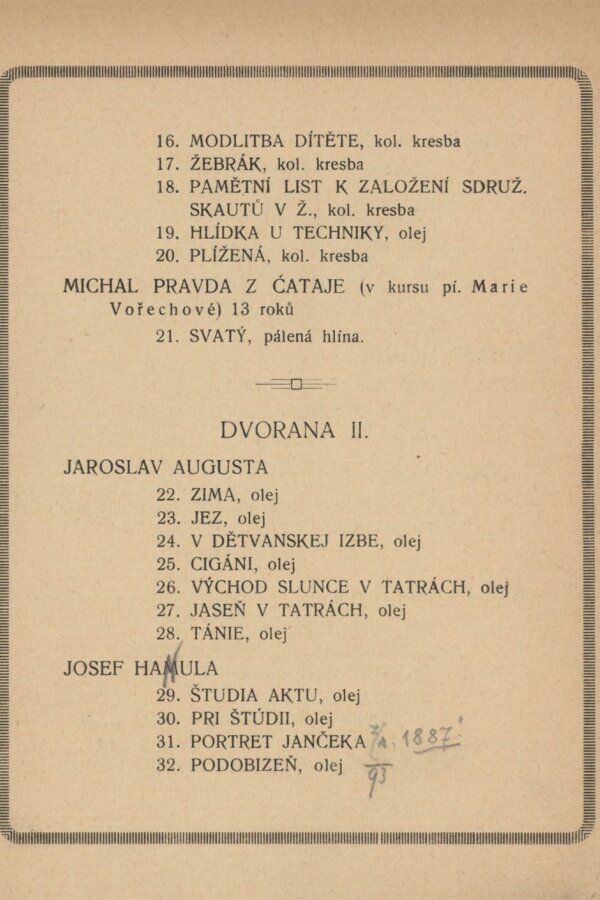 16. MODLITBA DÍTĚTE, kol. kresba
17. ŽEBRÁK, kol. kresba
18. PAMĚTNÍ LIST K ZALOŽENÍ SDRUŽ.
SKAUTŮ V Ž., kol. kresba
19. HLÍDKA U TECHNIKY, olej
20. PLÍŽENÁ, kol. kresba
MICHAL PRAVDA Z ĆATAJE (v kursu pí. Marie
Vořechové) 13 roků
21. SVATÝ, pálená hlína.
DVORANA II.
JAROSLAV AUGUSTA
22. ZIMA, olej
23. JEZ, olej
24. V DĚTVANSKEJ IZBE, olej
25. CIGÁNI, olej
26. VÝCHOD SLUNCE V TATRÁCH, olej
27. JASEŇ V TATRÁCH, olej
28. TÁNIE, olej
JOSEF HANULA
29. ŠTUDIA AKTU, olej
30. PRI ŠTÚDII, olej
31. PORTRET JANČEKA 1887
32. PODOBIZEŇ, olej 93